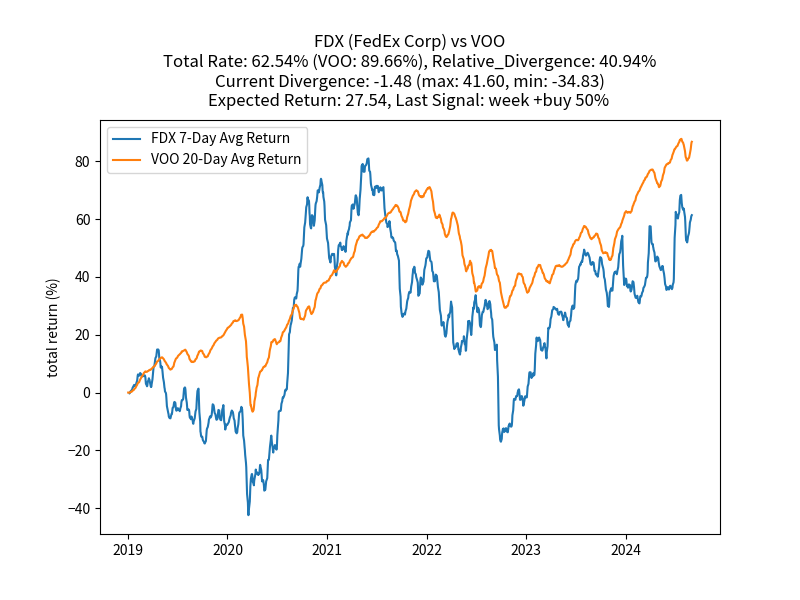 FDX (FedEx Corp) vs VOO
Total Rate: 62.54% (VOO: 89.66%), Relative_Divergence: 40.94%
Current Divergence: -1.48 (max: 41.60, min: -34.83)
Expected Return: 27.54, Last Signal: week +buy 50%
FDX 7-Day Avg Return
VOO 20-Day Avg Return
total return (%)
80
60
40
20
0
−20
−40
2019
2020
2021
2022
2023
2024